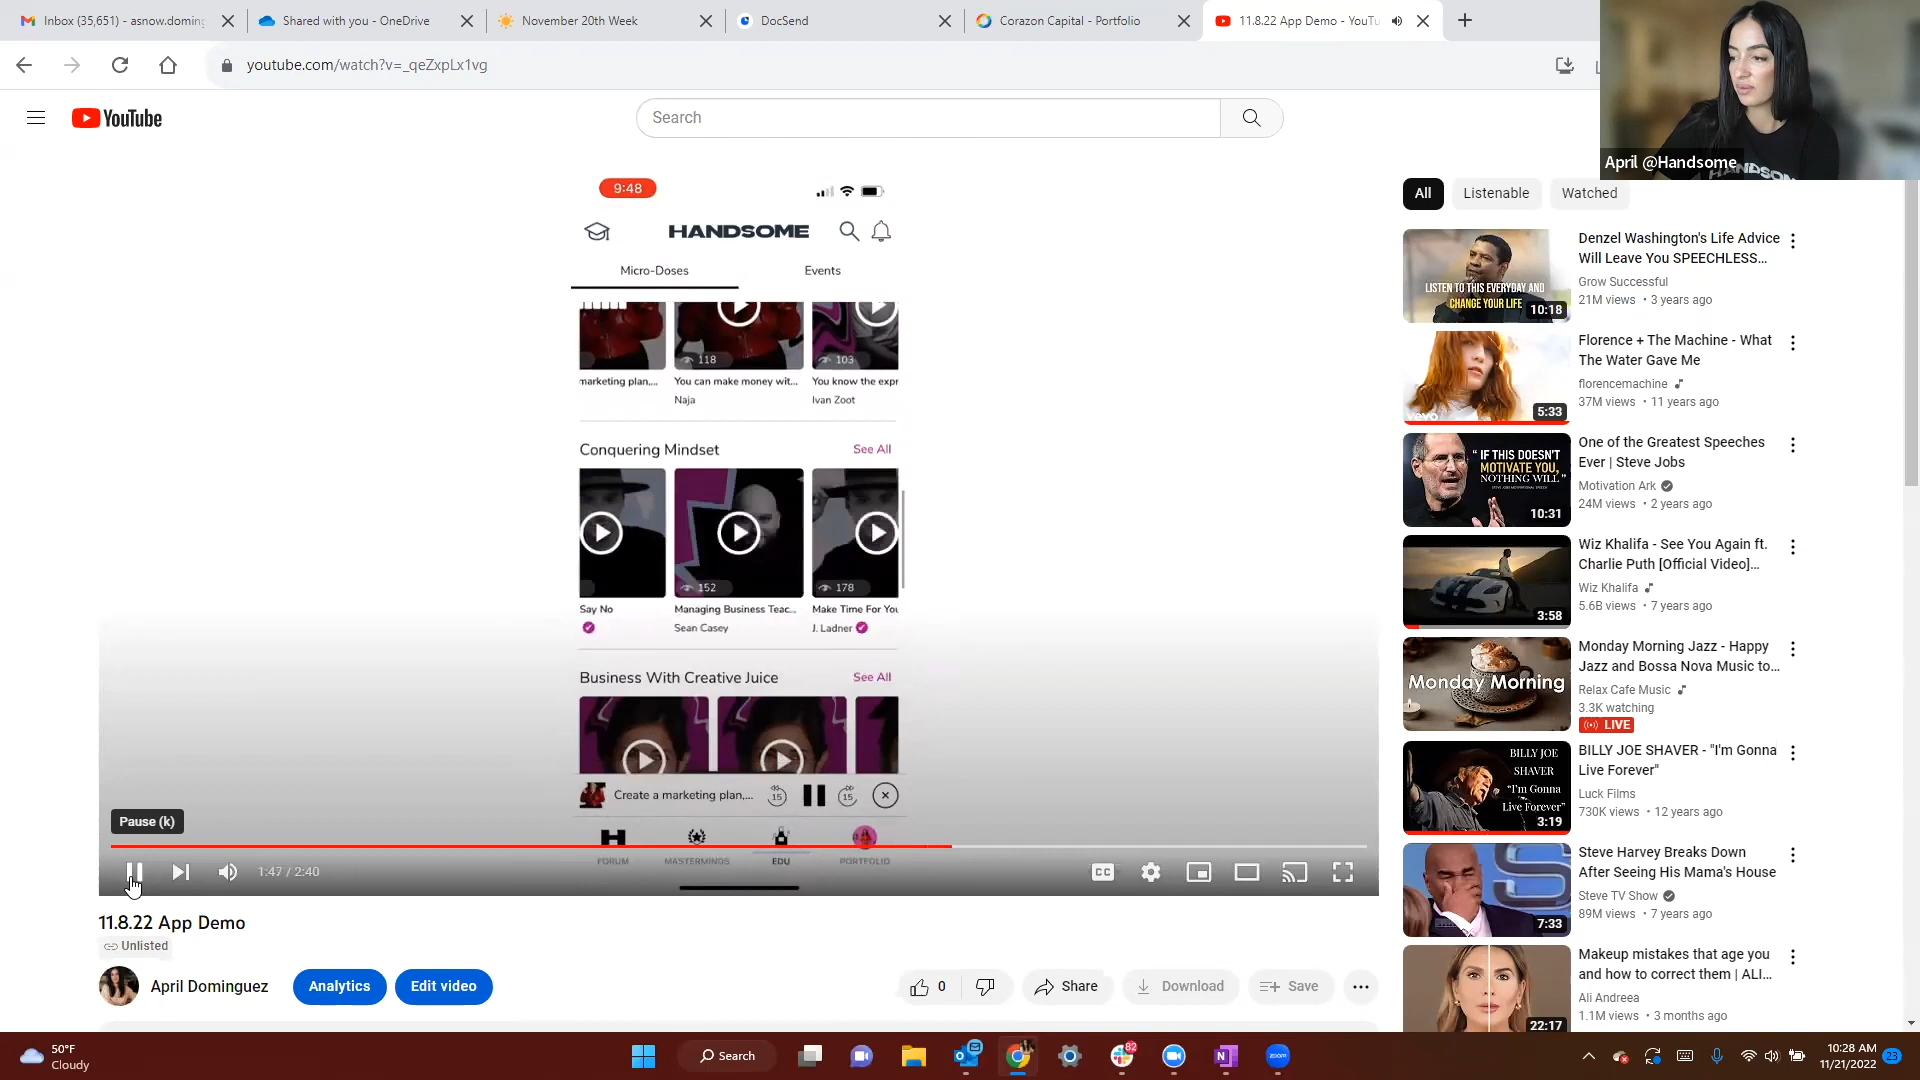 Inbox (35,651) - asnow.doming
Shared with you - OneDrive
November 20th Week
DocSend
Corazon Capital - Portfolio
11.8.22 App Demo - YouTu
youtube.com/watch?v=_qeZxpLx1vg
YouTube
Search
April @Handsome
HANDSOM
9:48
HANDSOME
Micro-Doses
Events
118
103
marketing plan,...
You can make money wit...
You know the expr
Naja
Ivan Zoot
Conquering Mindset
See All
152
178
Say No
Managing Business Teac...
Make Time For You
Sean Casey
J. Ladner
Business With Creative Juice
See All
Create a marketing plan,...
15
15
FORUM
MASTERMINDS
EDU
PORTFOLIO
Pause (k)
1:47 / 2:40
CC
11.8.22 App Demo
Unlisted
April Dominguez
Analytics
Edit video
0
Share
Download
Save
All
Listenable
Watched
LISTEN TO THIS EVERYDAY AND
CHANGE YOUR LIFE
10:18
Denzel Washington's Life Advice
Will Leave You SPEECHLESS...
Grow Successful
21M views • 3 years ago
vevo
5:33
Florence + The Machine - What
The Water Gave Me
florencemachine
37M views • 11 years ago
" IF THIS DOESN'T
MOTIVATE YOU,
NOTHING WILL "
10:31
One of the Greatest Speeches
Ever | Steve Jobs
Motivation Ark
24M views • 2 years ago
3:58
Wiz Khalifa - See You Again ft.
Charlie Puth [Official Video]...
Wiz Khalifa
5.6B views • 7 years ago
Monday Morning
Monday Morning Jazz - Happy
Jazz and Bossa Nova Music to...
Relax Cafe Music
3.3K watching
LIVE
BILLY JOE
SHAVER
"I'm Gonna
Live Forever"
3:19
BILLY JOE SHAVER - "I'm Gonna
Live Forever"
Luck Films
730K views • 12 years ago
7:33
Steve Harvey Breaks Down
After Seeing His Mama's House
Steve TV Show
89M views • 7 years ago
22:17
Makeup mistakes that age you
and how to correct them | ALI...
Ali Andreea
1.1M views • 3 months ago
50°F
Cloudy
Search
82
zoom
10:28 AM
11/21/2022
23